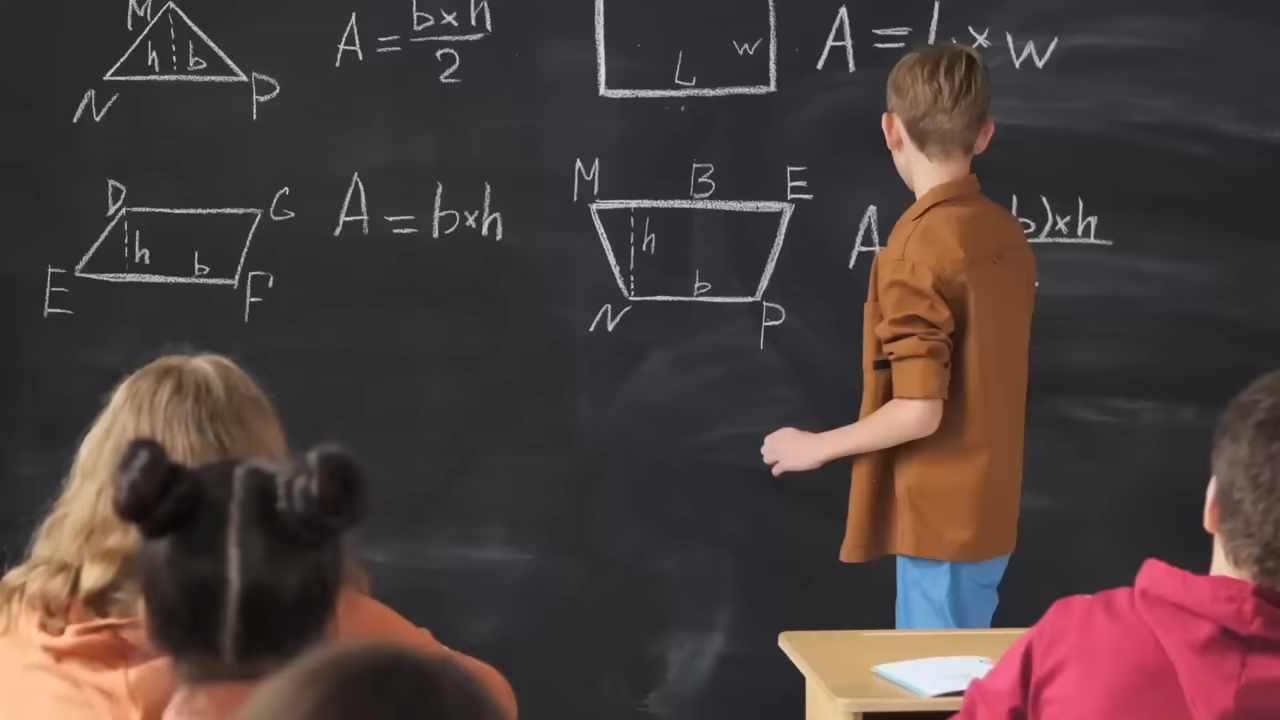 M
h b
N P
A = b×h
2
L w
A = L × w
D G
h b
E F
A = b×h
M B E
h
b
N P
A b)×h